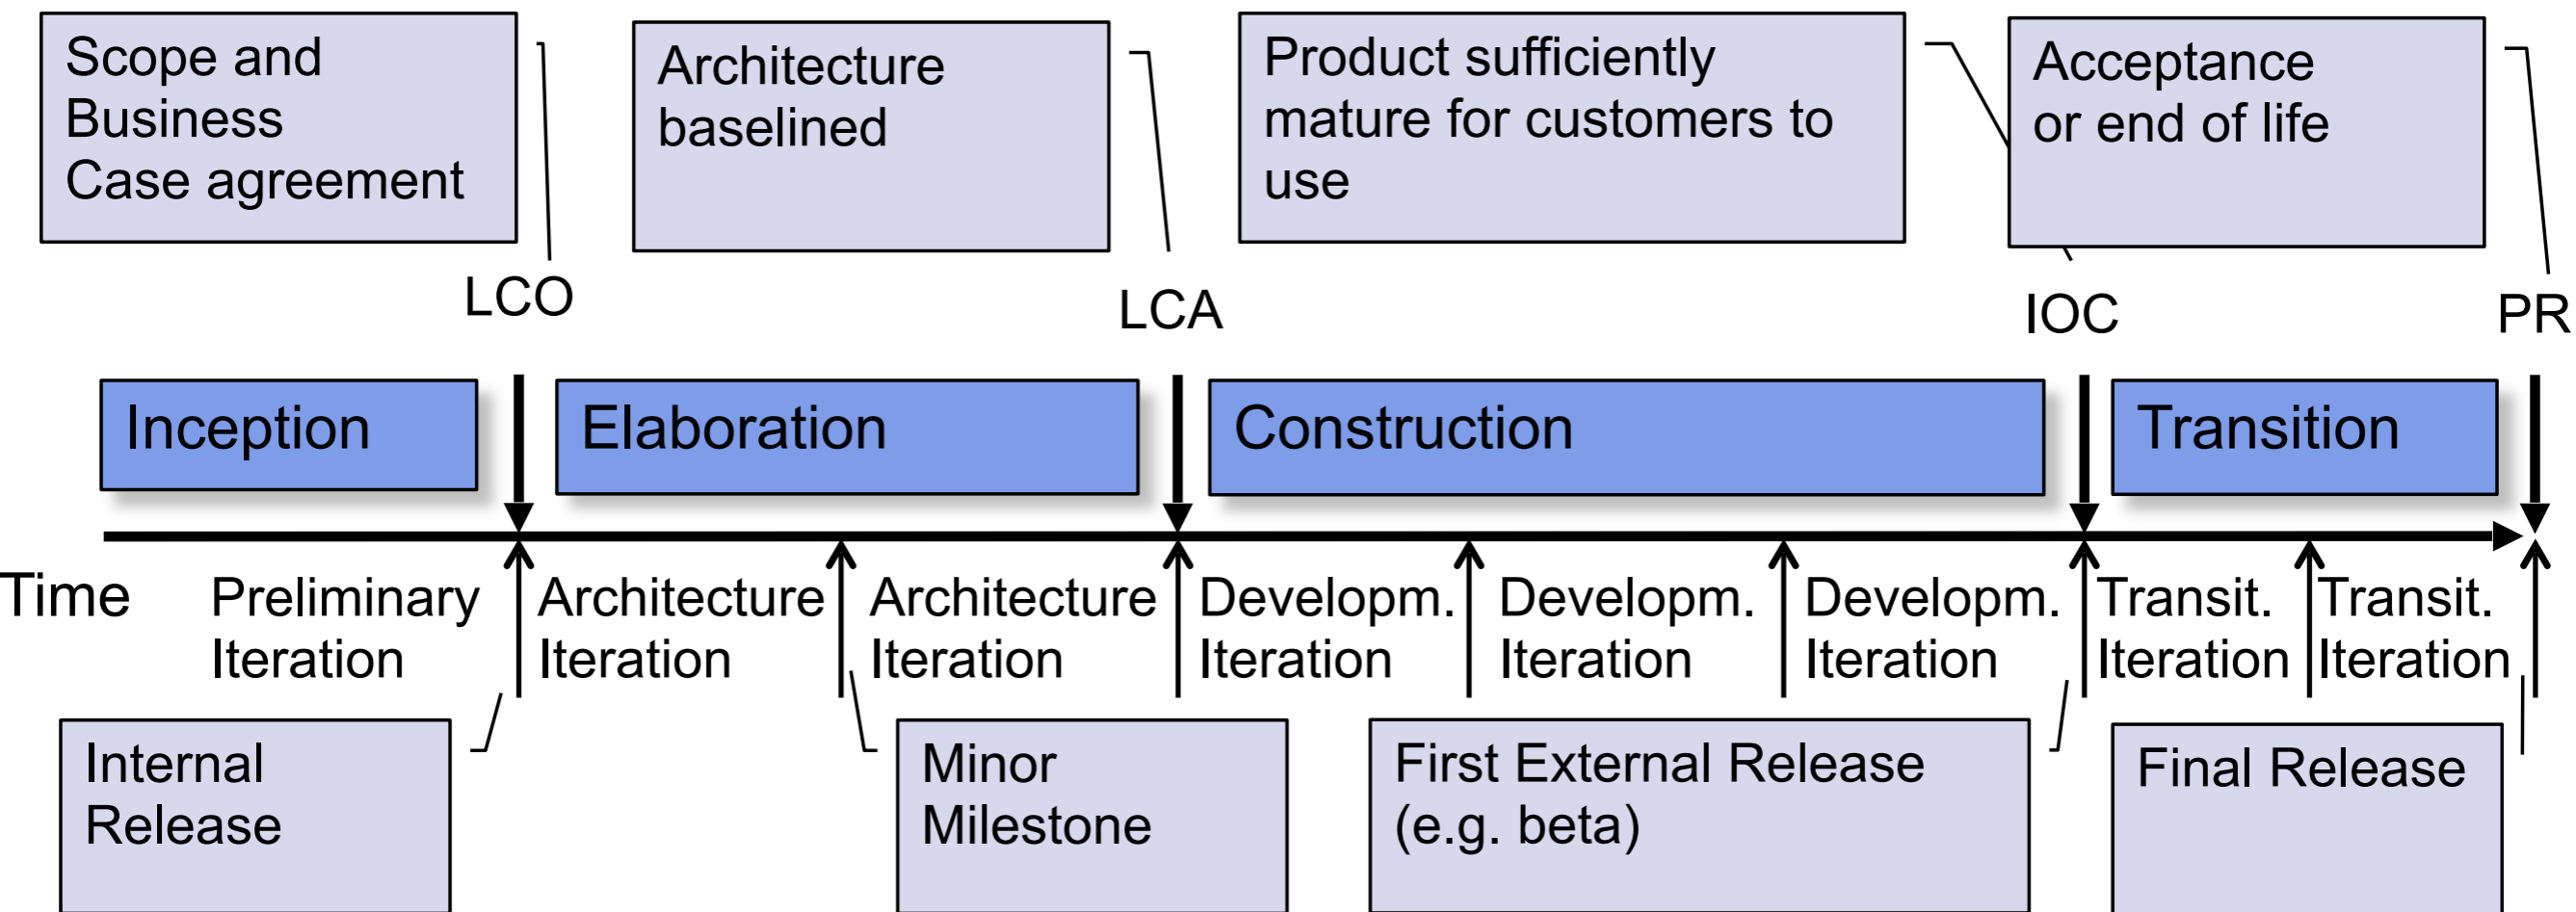 Scope and
Business
Case agreement
Architecture
baselined
Product sufficiently
mature for customers to
use
Acceptance
or end of life
LCO
LCA
IOC
PR
Inception
Elaboration
Construction
Transition
Time
Preliminary
Iteration
Architecture
Iteration
Architecture
Iteration
Developm.
Iteration
Developm.
Iteration
Developm.
Iteration
Transit.
Iteration
Transit.
Iteration
Internal
Release
Minor
Milestone
First External Release
(e.g. beta)
Final Release